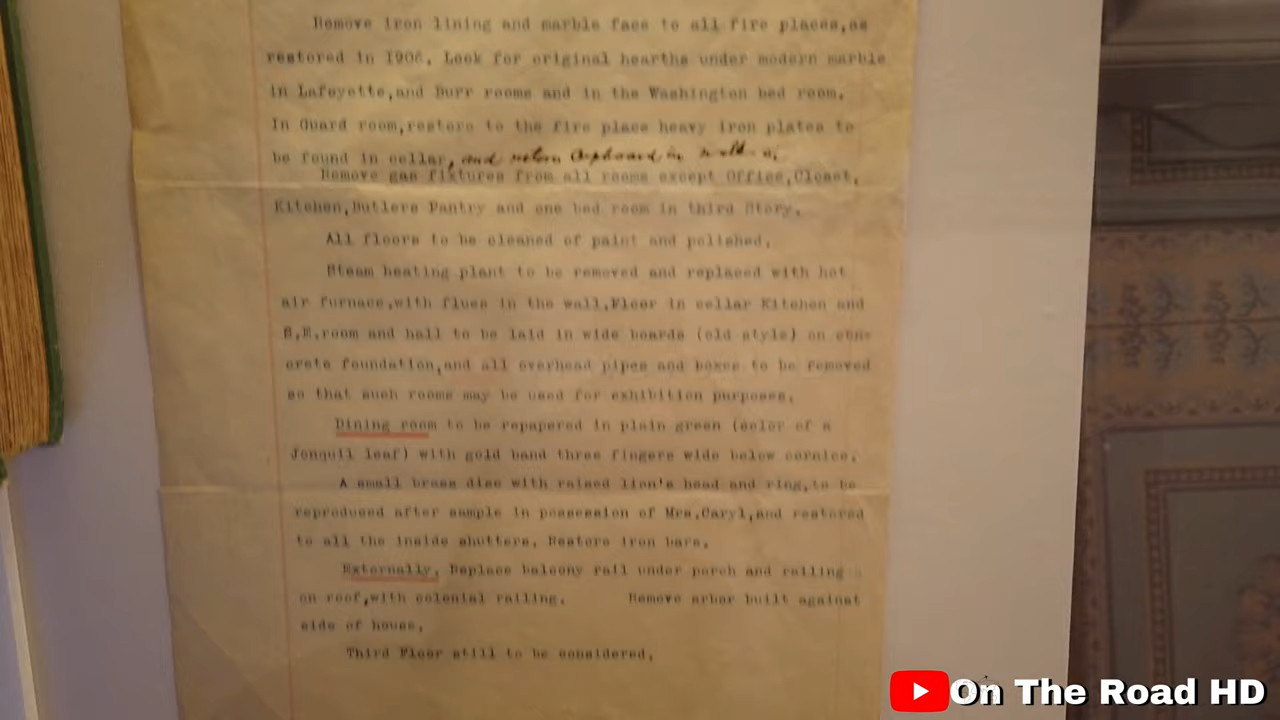 Remove iron lining and marble face to all fire places,as
restored in 1906. Look for original hearths under modern marble
in Lafeyette,and Burr rooms and in the Washington bed room.
In Guard room,restore to the fire place heavy iron plates to
be found in cellar, and return Cupboard in
Remove gas fixtures from all rooms except Office,Closet,
Kitchen,Butlers Pantry and one bed room in third Story.
All floors to be cleaned of paint and polished.
Steam heating plant to be removed and replaced with hot
air furnace,with flues in the wall.Floor in cellar Kitchen and
S.E.room and hall to be laid in wide boards (old style) on con-
crete foundation,and all overhead pipes and boxes to be removed
so that such rooms may be used for exhibition purposes.
Dining room to be repapered in plain green (color of a
Jonquil leaf) with gold band three fingers wide below cornice.
A small brass disc with raised lion's head and ring,to be
reproduced after sample in possession of Mrs.Caryl,and restored
to all the inside shutters. Restore iron bars.
Externally. Replace balcony rail under porch and railing
on roof,with colonial railing. Remove arbor built against
side of house.
Third Floor still to be considered.
On The Road HD